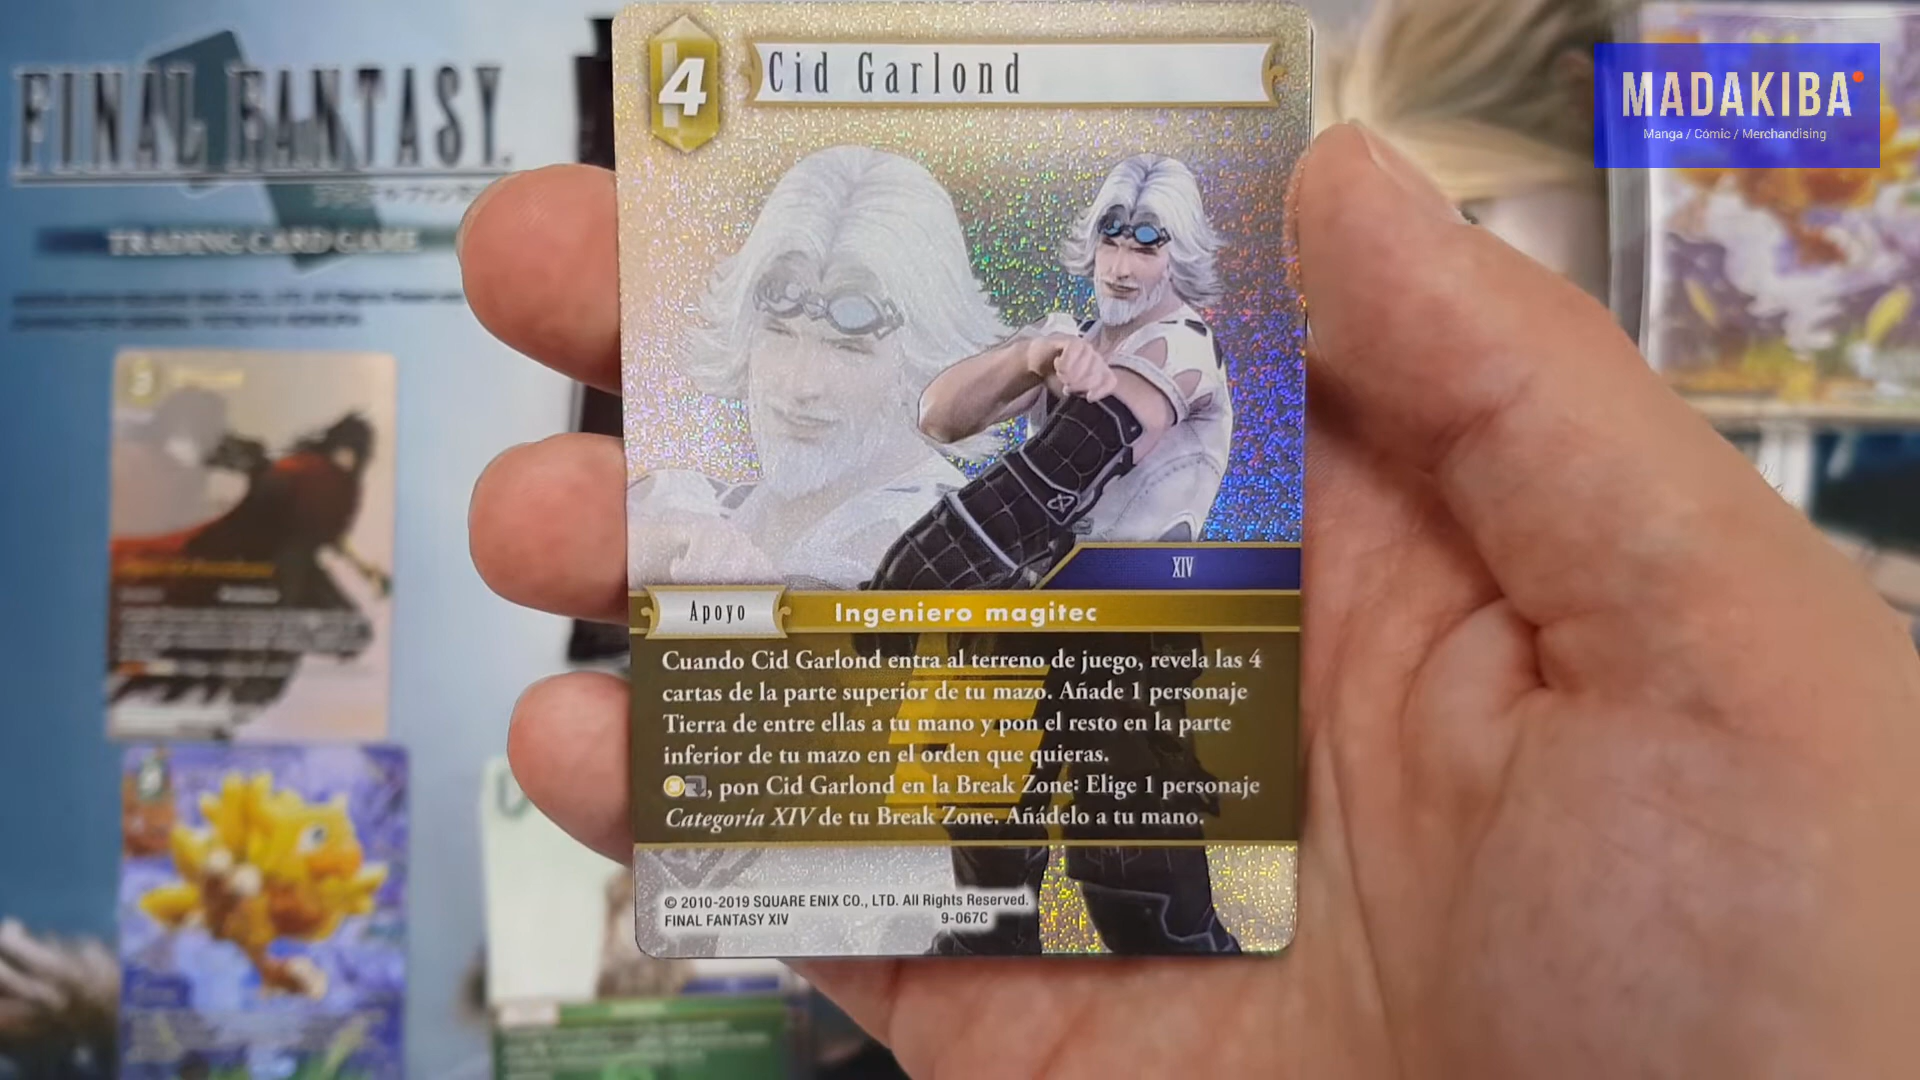 FINAL FANTASY
TRADING CARD GAME
4
Cid Garlond
XIV
Apoyo
Ingeniero magitec
Cuando Cid Garlond entra al terreno de juego, revela las 4
cartas de la parte superior de tu mazo. Añade 1 personaje
Tierra de entre ellas a tu mano y pon el resto en la parte
inferior de tu mazo en el orden que quieras.
, pon Cid Garlond en la Break Zone: Elige 1 personaje
Categoría XIV de tu Break Zone. Añádelo a tu mano.
© 2010-2019 SQUARE ENIX CO., LTD. All Rights Reserved.
FINAL FANTASY XIV 9-067C
MADAKIBA
Manga / Cómic / Merchandising